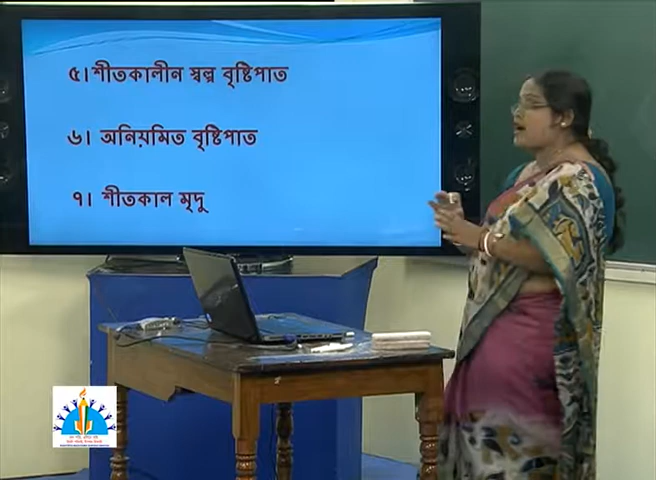 ৫।শীতকালীন স্বল্প বৃষ্টিপাত
৬। অনিয়মিত বৃষ্টিপাত
৭। শীতকাল মৃদু